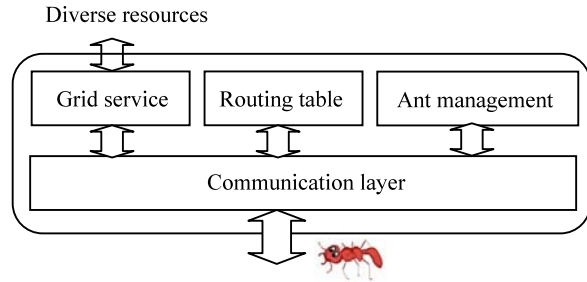 Diverse resources
Grid service
Routing table
Ant management
Communication layer